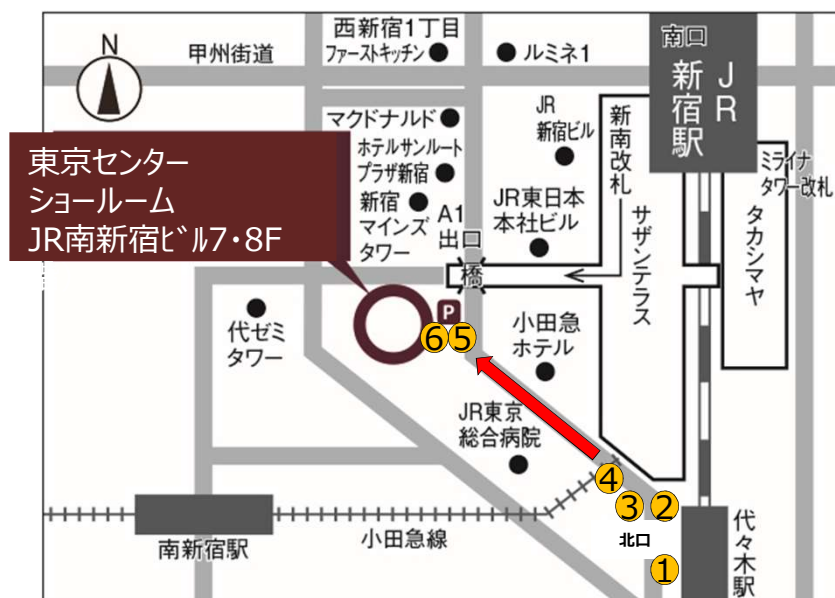 N
甲州街道
西新宿1丁目
ファーストキッチン
ルミネ1
南口
JR
新宿駅
マクドナルド
ホテルサンルート
プラザ新宿
新宿
マインズ
タワー
JR
新宿ビル
新南改札
ミライナ
タワー改札
東京センター
ショールーム
JR南新宿ﾋﾞﾙ7・8F
A1
出口
JR東日本
本社ビル
サザンテラス
タカシマヤ
橋
代ゼミ
タワー
P
⑥
⑤
小田急
ホテル
JR東京
総合病院
④
③
②
北口
①
代々木駅
南新宿駅
小田急線